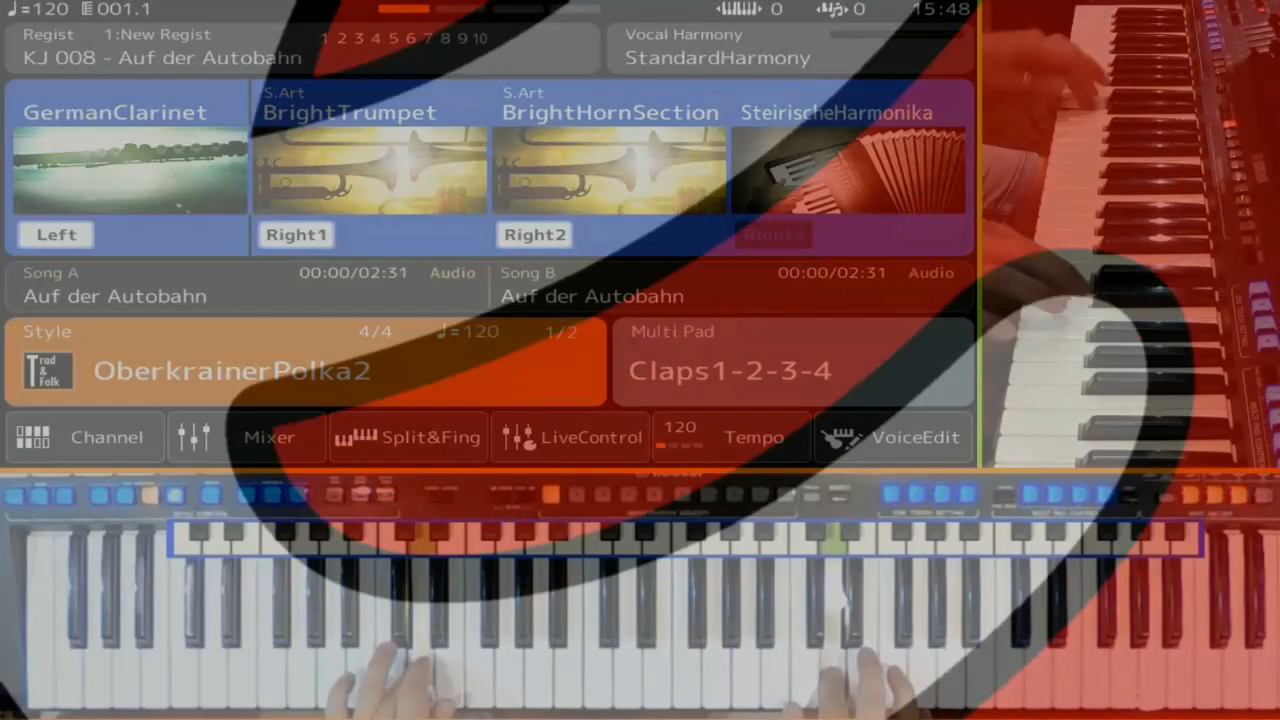 ♩=120 001.1 0 0 15:48
Regist 1:New Regist 1 2 3 4 5 6 7 8 9 10
KJ 008 - Auf der Autobahn
Vocal Harmony
StandardHarmony
GermanClarinet
S.Art
BrightTrumpet
S.Art
BrightHornSection
SteirischeHarmonika
Left Right1 Right2 Right3
Song A 00:00/02:31 Audio
Auf der Autobahn
Song B 00:00/02:31 Audio
Auf der Autobahn
Style 4/4 ♩=120 1/2
Trad
&
Folk
OberkrainerPolka2
Multi Pad
Claps1-2-3-4
Channel Mixer Split&Fing LiveControl 120 Tempo VoiceEdit